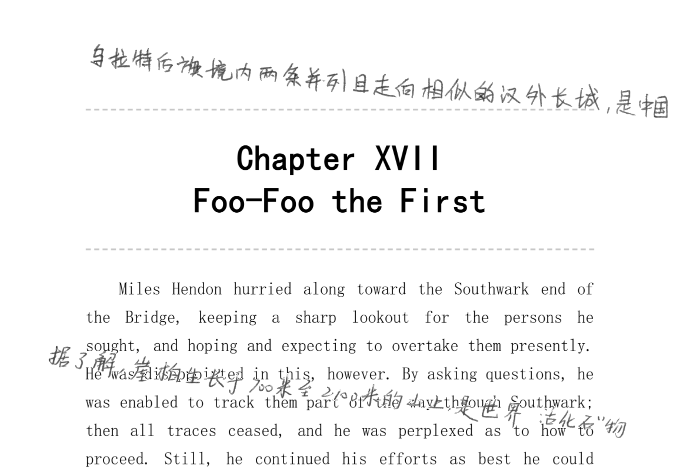 乌拉特后旗境内两条并列且走向相似的汉外长城，是中国
Chapter XVII
Foo-Foo the First
Miles Hendon hurried along toward the Southwark end of
the Bridge, keeping a sharp lookout for the persons he
sought, and hoping and expecting to overtake them presently.
据了解，崖柏生长于700米至2100米的山上，是世界“活化石”物
He was disappointed in this, however. By asking questions, he
was enabled to track them part of the way through Southwark;
then all traces ceased, and he was perplexed as to how to
proceed. Still, he continued his efforts as best he could